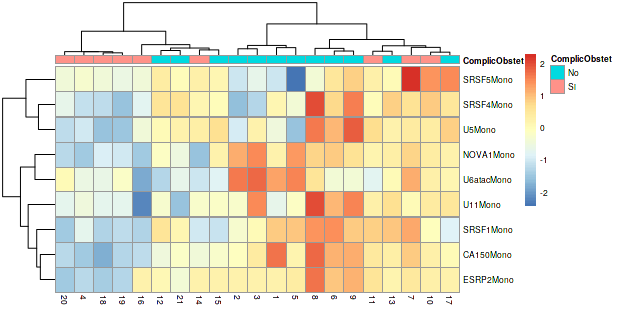 ComplicObstet
ComplicObstet
No
SI
2
1
0
-1
-2
SRSF5Mono
SRSF4Mono
U5Mono
NOVA1Mono
U6atacMono
U11Mono
SRSF1Mono
CA150Mono
ESRP2Mono
20 4 18 19 16 12 21 14 15 2 3 1 5 8 6 9 11 13 7 10 17